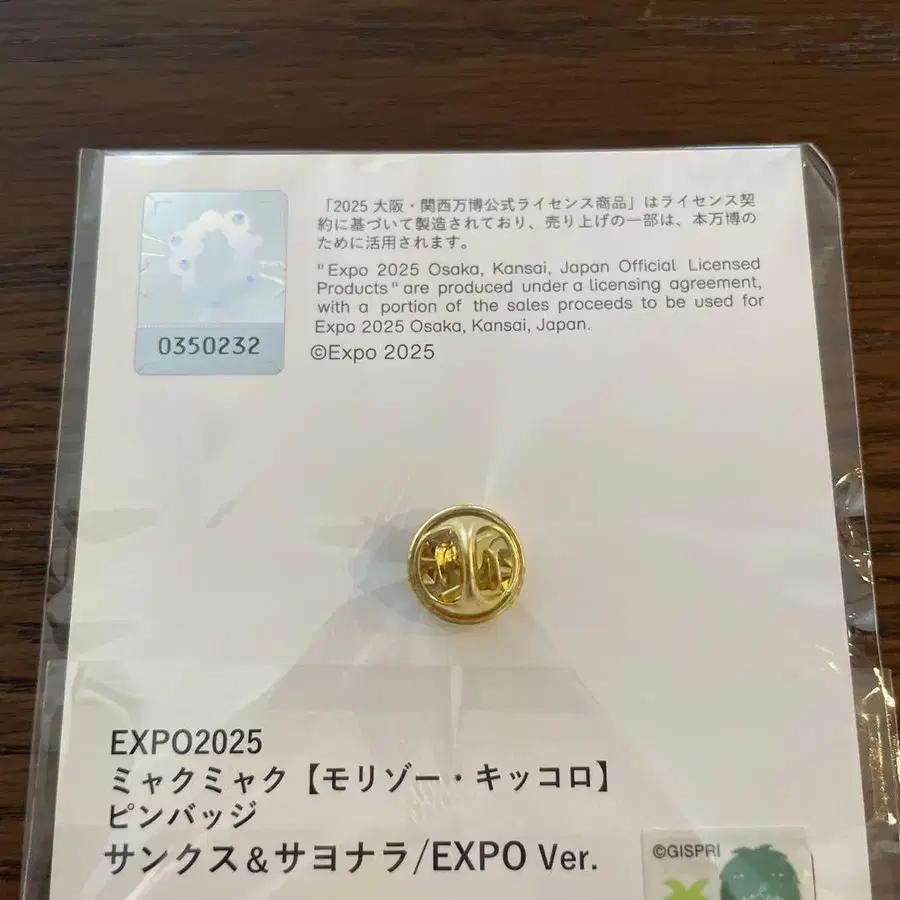 「2025 大阪・関西万博公式ライセンス商品」はライセンス契
約に基づいて製造されており、売り上げの一部は、本万博の
ために活用されます。
"Expo 2025 Osaka, Kansai, Japan Official Licensed
Products" are produced under a licensing agreement,
with a portion of the sales proceeds to be used for
Expo 2025 Osaka, Kansai, Japan.
©Expo 2025
0350232
EXPO2025
ミャクミャク【モリゾー・キッコロ】
ピンバッジ
サンクス＆サヨナラ/EXPO Ver.
©GISPRI